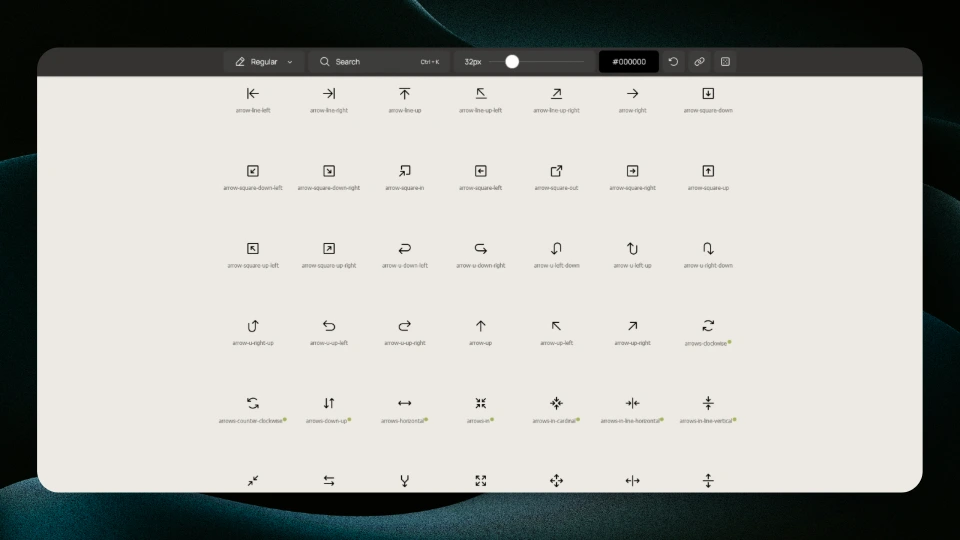 Regular Search Ctrl + K 32px #000000
arrow-line-left arrow-line-right arrow-line-up arrow-line-up-left arrow-line-up-right arrow-right arrow-square-down
arrow-square-down-left arrow-square-down-right arrow-square-in arrow-square-left arrow-square-out arrow-square-right arrow-square-up
arrow-square-up-left arrow-square-up-right arrow-u-down-left arrow-u-down-right arrow-u-left-down arrow-u-left-up arrow-u-right-down
arrow-u-right-up arrow-u-up-left arrow-u-up-right arrow-up arrow-up-left arrow-up-right arrows-clockwise
arrows-counter-clockwise arrows-down-up arrows-horizontal arrows-in arrows-in-cardinal arrows-in-line-horizontal arrows-in-line-vertical